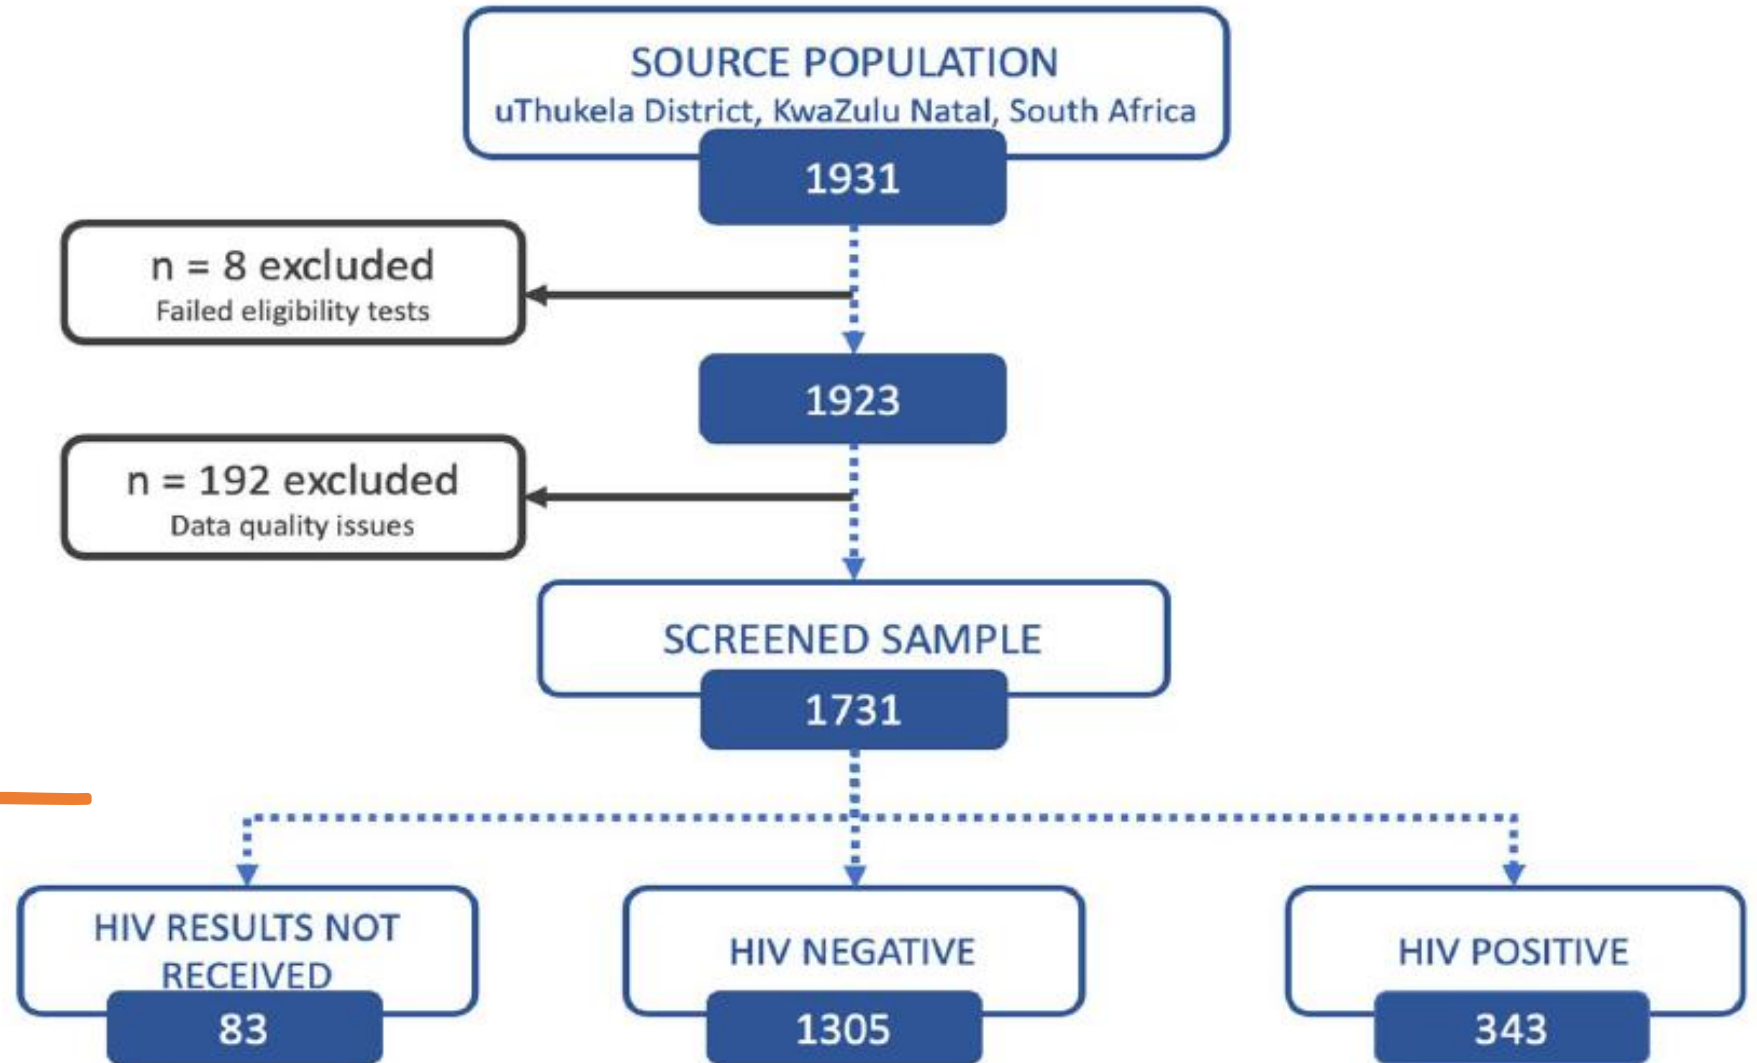 SOURCE POPULATION
uThukela District, KwaZulu Natal, South Africa
1931
n = 8 excluded
Failed eligibility tests
1923
n = 192 excluded
Data quality issues
SCREENED SAMPLE
1731
HIV RESULTS NOT
RECEIVED
83
HIV NEGATIVE
1305
HIV POSITIVE
343